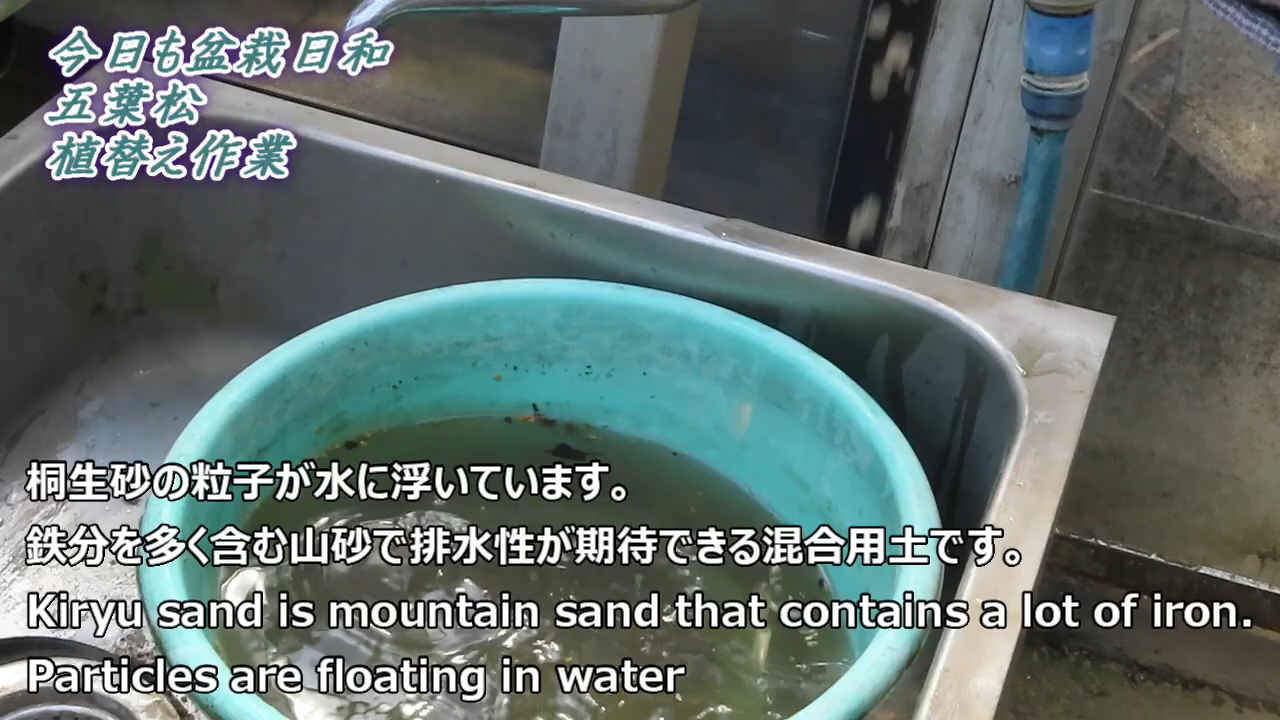 今日も盆栽日和
五葉松
植替え作業
桐生砂の粒子が水に浮いています。
鉄分を多く含む山砂で排水性が期待できる混合用土です。
Kiryu sand is mountain sand that contains a lot of iron.
Particles are floating in water